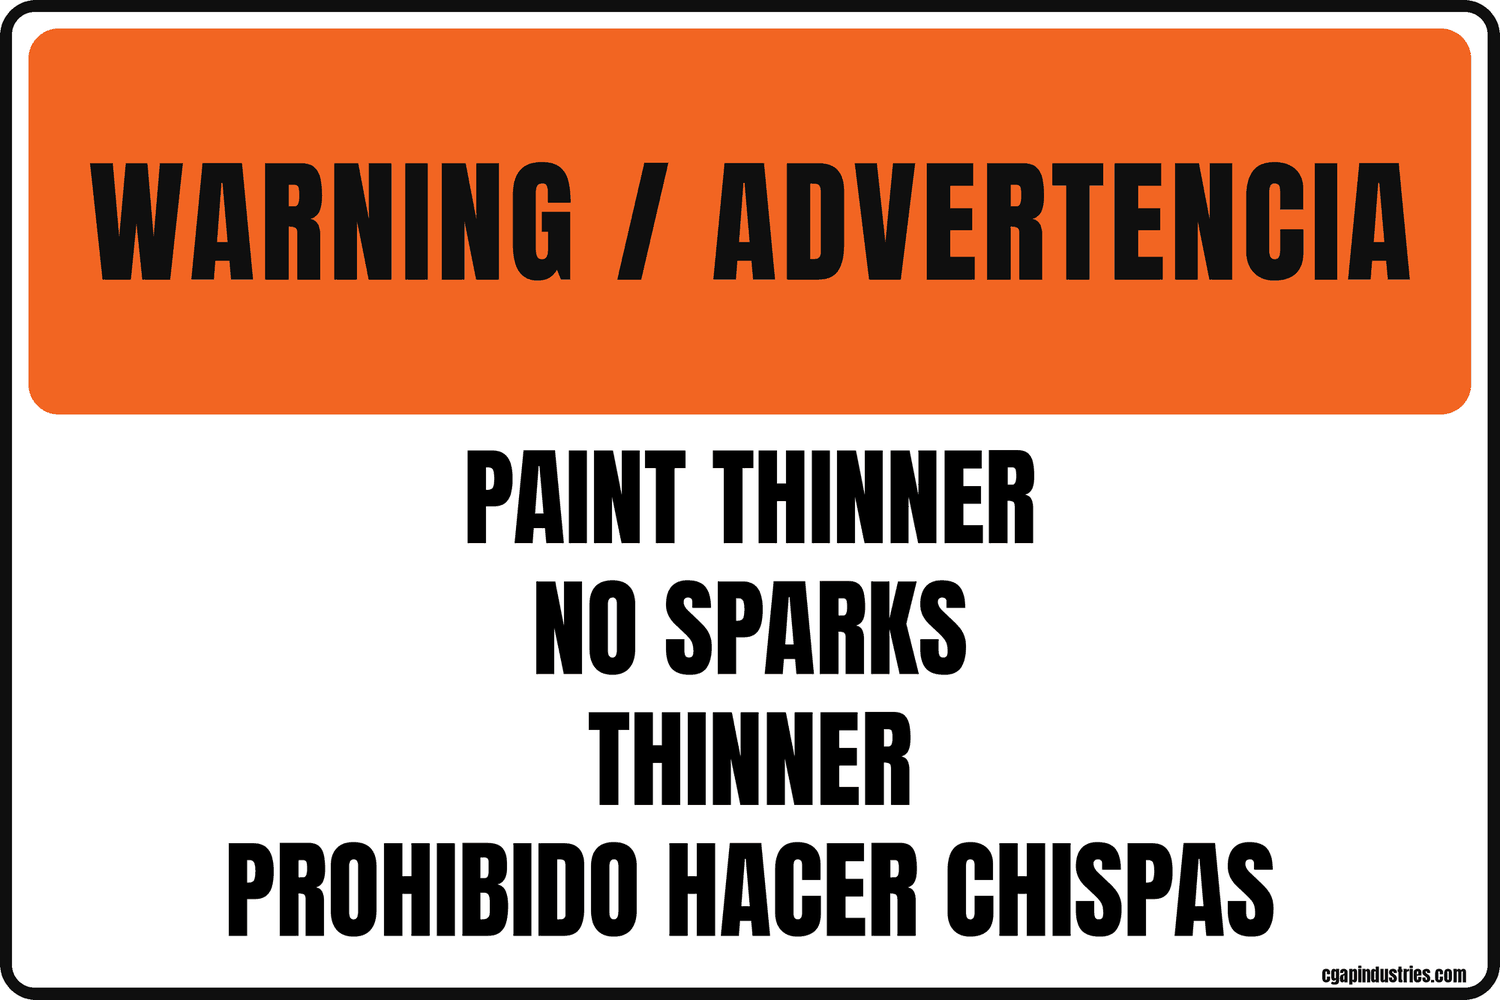 WARNING / ADVERTENCIA
PAINT THINNER
NO SPARKS
THINNER
PROHIBIDO HACER CHISPAS
cgapindustries.com